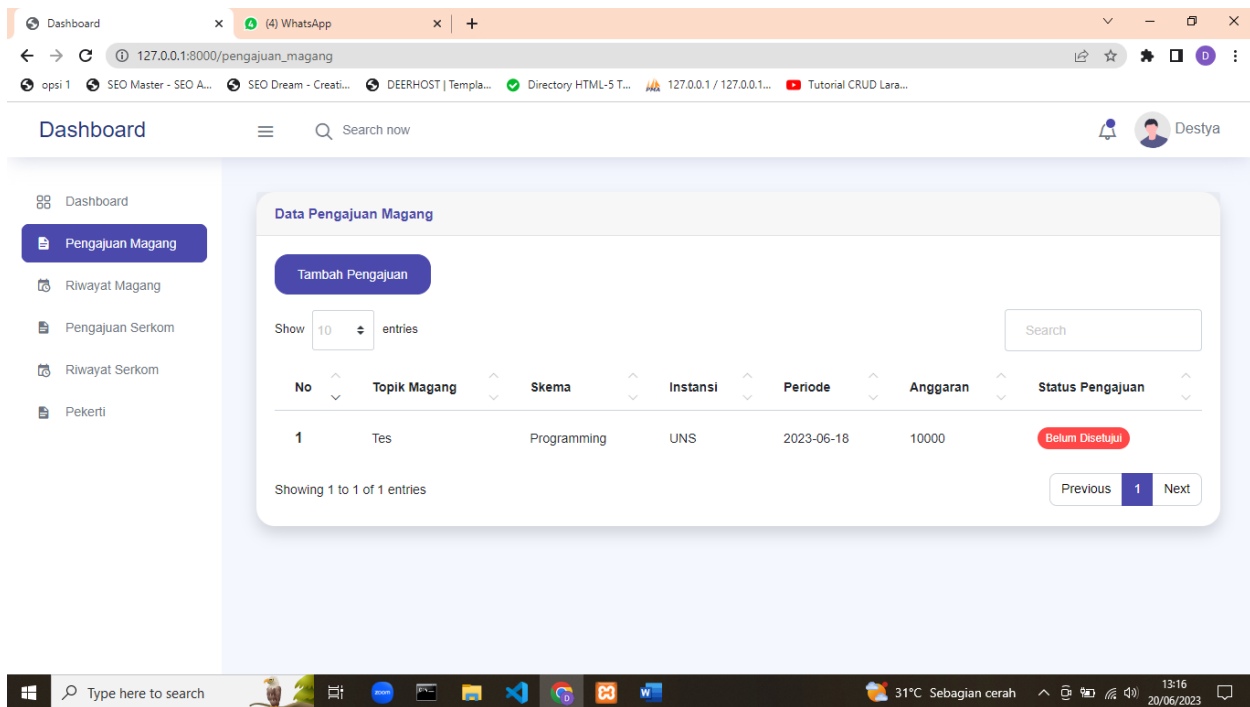 Dashboard
(4) WhatsApp
127.0.0.1:8000/pengajuan_magang
D
opsi 1 SEO Master - SEO A... SEO Dream - Creati... DEERHOST | Templa... Directory HTML-5 T... 127.0.0.1 / 127.0.0.1... Tutorial CRUD Lara...
Dashboard Search now Destya
Dashboard
Pengajuan Magang
Riwayat Magang
Pengajuan Serkom
Riwayat Serkom
Pekerti
Data Pengajuan Magang
Tambah Pengajuan
Show 10 entries Search
No Topik Magang Skema Instansi Periode Anggaran Status Pengajuan
1 Tes Programming UNS 2023-06-18 10000 Belum Disetujui
Showing 1 to 1 of 1 entries Previous 1 Next
Type here to search zoom 31°C Sebagian cerah 13:16
20/06/2023